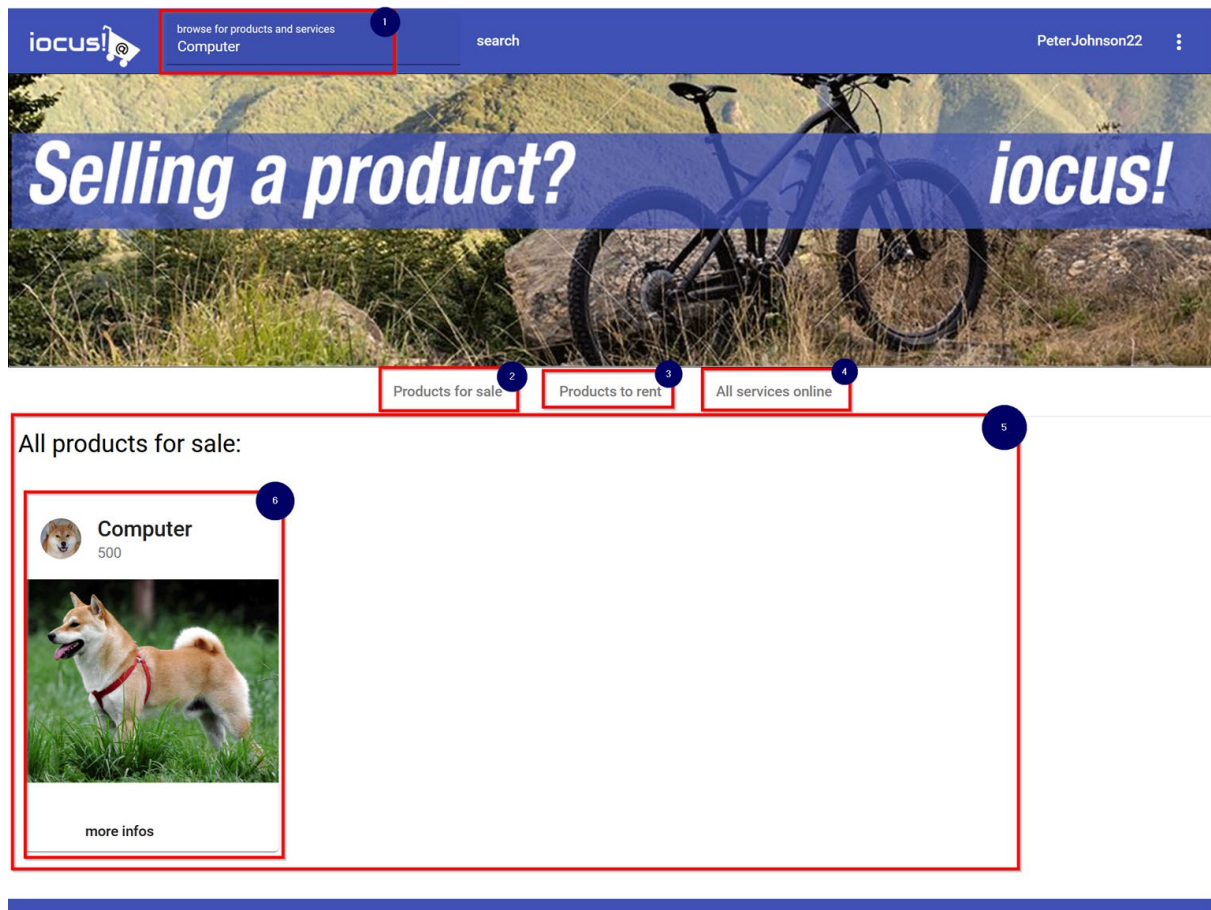 iocus!@
browse for products and services
1
Computer
search
PeterJohnson22
Selling a product?
iocus!
Products for sale
2
Products to rent
3
All services online
4
5
All products for sale:
6
Computer
500
more infos